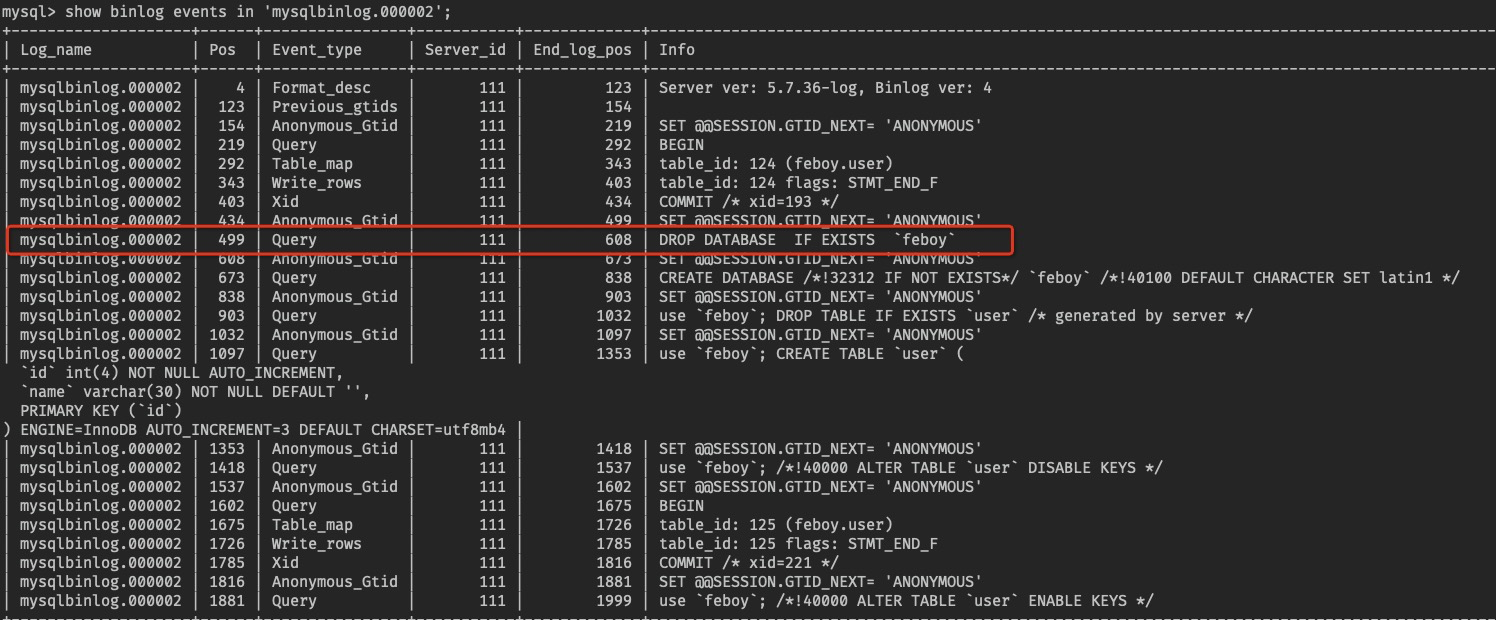 mysql> show binlog events in 'mysqlbinlog.000002';
| Log_name | Pos | Event_type | Server_id | End_log_pos | Info
| mysqlbinlog.000002 | 4 | Format_desc | 111 | 123 | Server ver: 5.7.36-log, Binlog ver: 4
| mysqlbinlog.000002 | 123 | Previous_gtids | 111 | 154 |
| mysqlbinlog.000002 | 154 | Anonymous_Gtid | 111 | 219 | SET @@SESSION.GTID_NEXT= 'ANONYMOUS'
| mysqlbinlog.000002 | 219 | Query | 111 | 292 | BEGIN
| mysqlbinlog.000002 | 292 | Table_map | 111 | 343 | table_id: 124 (feboy.user)
| mysqlbinlog.000002 | 343 | Write_rows | 111 | 403 | table_id: 124 flags: STMT_END_F
| mysqlbinlog.000002 | 403 | Xid | 111 | 434 | COMMIT /* xid=193 */
| mysqlbinlog.000002 | 434 | Anonymous_Gtid | 111 | 499 | SET @@SESSION.GTID_NEXT= 'ANONYMOUS'
| mysqlbinlog.000002 | 499 | Query | 111 | 608 | DROP DATABASE  IF EXISTS  `feboy`
| mysqlbinlog.000002 | 608 | Anonymous_Gtid | 111 | 673 | SET @@SESSION.GTID_NEXT= 'ANONYMOUS'
| mysqlbinlog.000002 | 673 | Query | 111 | 838 | CREATE DATABASE /*!32312 IF NOT EXISTS*/ `feboy` /*!40100 DEFAULT CHARACTER SET latin1 */
| mysqlbinlog.000002 | 838 | Anonymous_Gtid | 111 | 903 | SET @@SESSION.GTID_NEXT= 'ANONYMOUS'
| mysqlbinlog.000002 | 903 | Query | 111 | 1032 | use `feboy`; DROP TABLE IF EXISTS `user` /* generated by server */
| mysqlbinlog.000002 | 1032 | Anonymous_Gtid | 111 | 1097 | SET @@SESSION.GTID_NEXT= 'ANONYMOUS'
| mysqlbinlog.000002 | 1097 | Query | 111 | 1353 | use `feboy`; CREATE TABLE `user` (
`id` int(4) NOT NULL AUTO_INCREMENT,
`name` varchar(30) NOT NULL DEFAULT '',
PRIMARY KEY (`id`)
) ENGINE=InnoDB AUTO_INCREMENT=3 DEFAULT CHARSET=utf8mb4 |
| mysqlbinlog.000002 | 1353 | Anonymous_Gtid | 111 | 1418 | SET @@SESSION.GTID_NEXT= 'ANONYMOUS'
| mysqlbinlog.000002 | 1418 | Query | 111 | 1537 | use `feboy`; /*!40000 ALTER TABLE `user` DISABLE KEYS */
| mysqlbinlog.000002 | 1537 | Anonymous_Gtid | 111 | 1602 | SET @@SESSION.GTID_NEXT= 'ANONYMOUS'
| mysqlbinlog.000002 | 1602 | Query | 111 | 1675 | BEGIN
| mysqlbinlog.000002 | 1675 | Table_map | 111 | 1726 | table_id: 125 (feboy.user)
| mysqlbinlog.000002 | 1726 | Write_rows | 111 | 1785 | table_id: 125 flags: STMT_END_F
| mysqlbinlog.000002 | 1785 | Xid | 111 | 1816 | COMMIT /* xid=221 */
| mysqlbinlog.000002 | 1816 | Anonymous_Gtid | 111 | 1881 | SET @@SESSION.GTID_NEXT= 'ANONYMOUS'
| mysqlbinlog.000002 | 1881 | Query | 111 | 1999 | use `feboy`; /*!40000 ALTER TABLE `user` ENABLE KEYS */